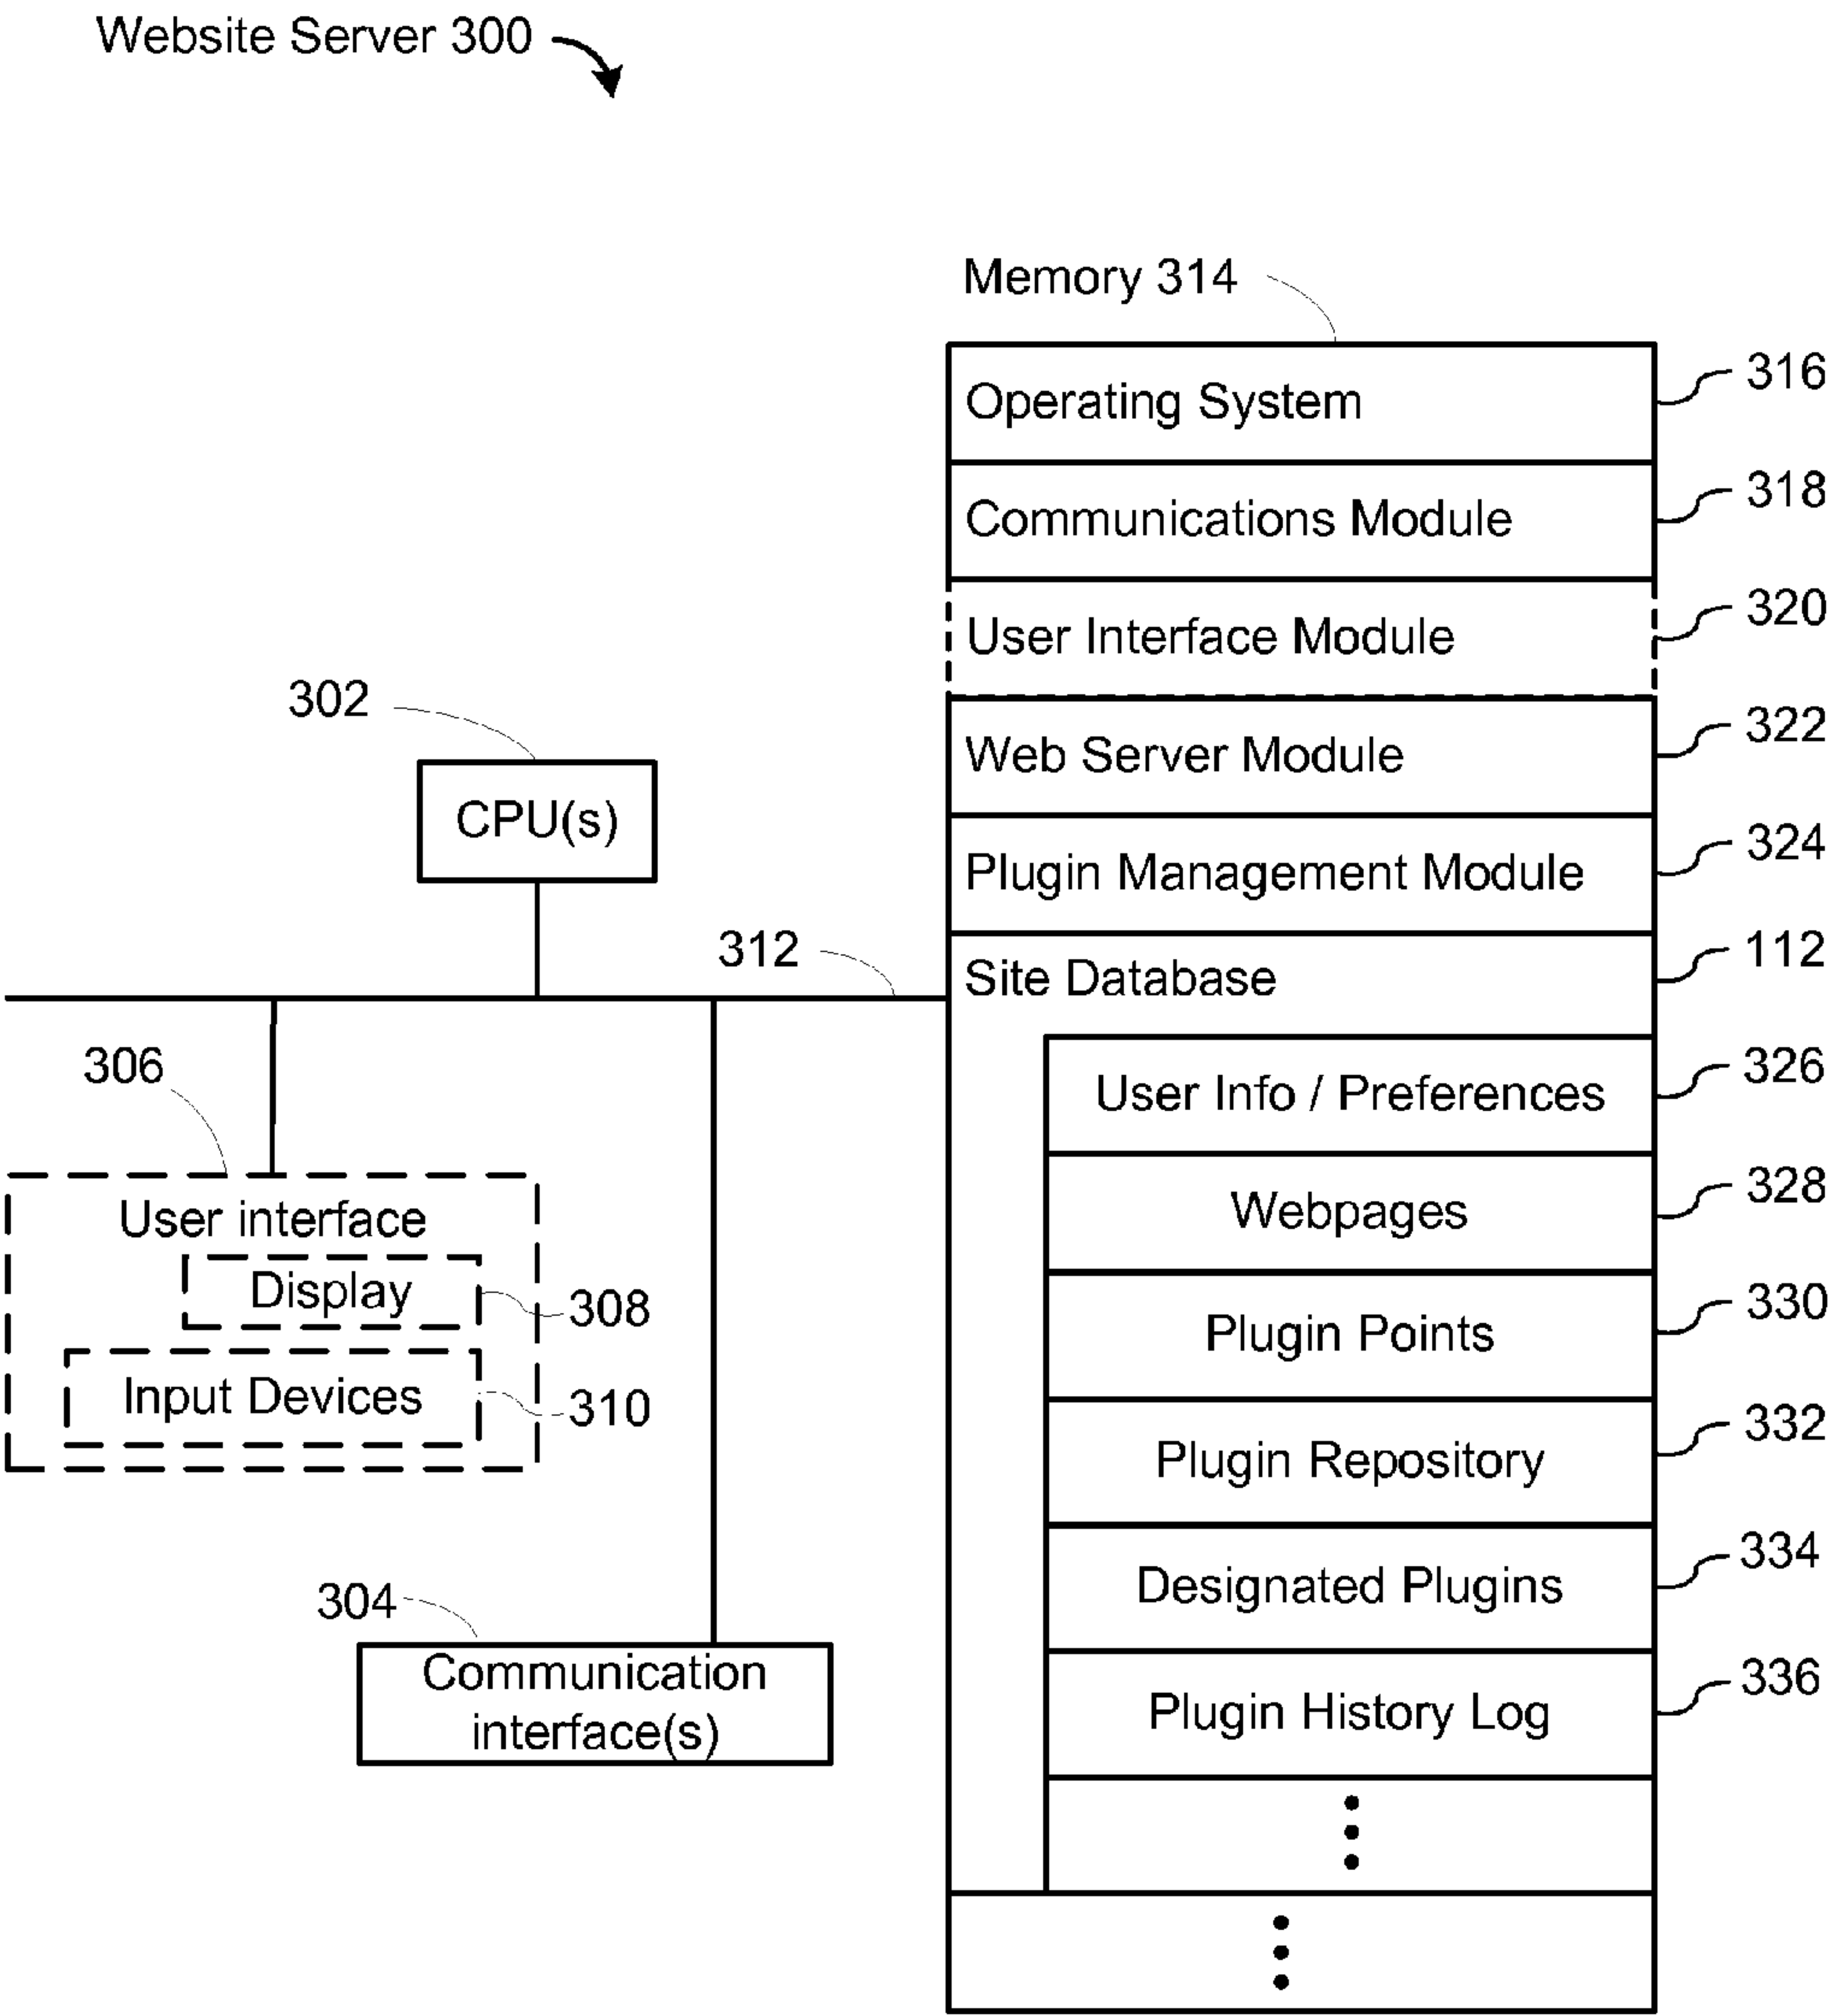 Website Server 300
Memory 314
Operating System 316
Communications Module 318
User Interface Module 320
302
Web Server Module 322
CPU(s)
Plugin Management Module 324
312
Site Database 112
306
User Info / Preferences 326
User interface
Webpages 328
Display
308
Plugin Points 330
Input Devices
310
Plugin Repository 332
304
Designated Plugins 334
Communication
interface(s)
Plugin History Log 336